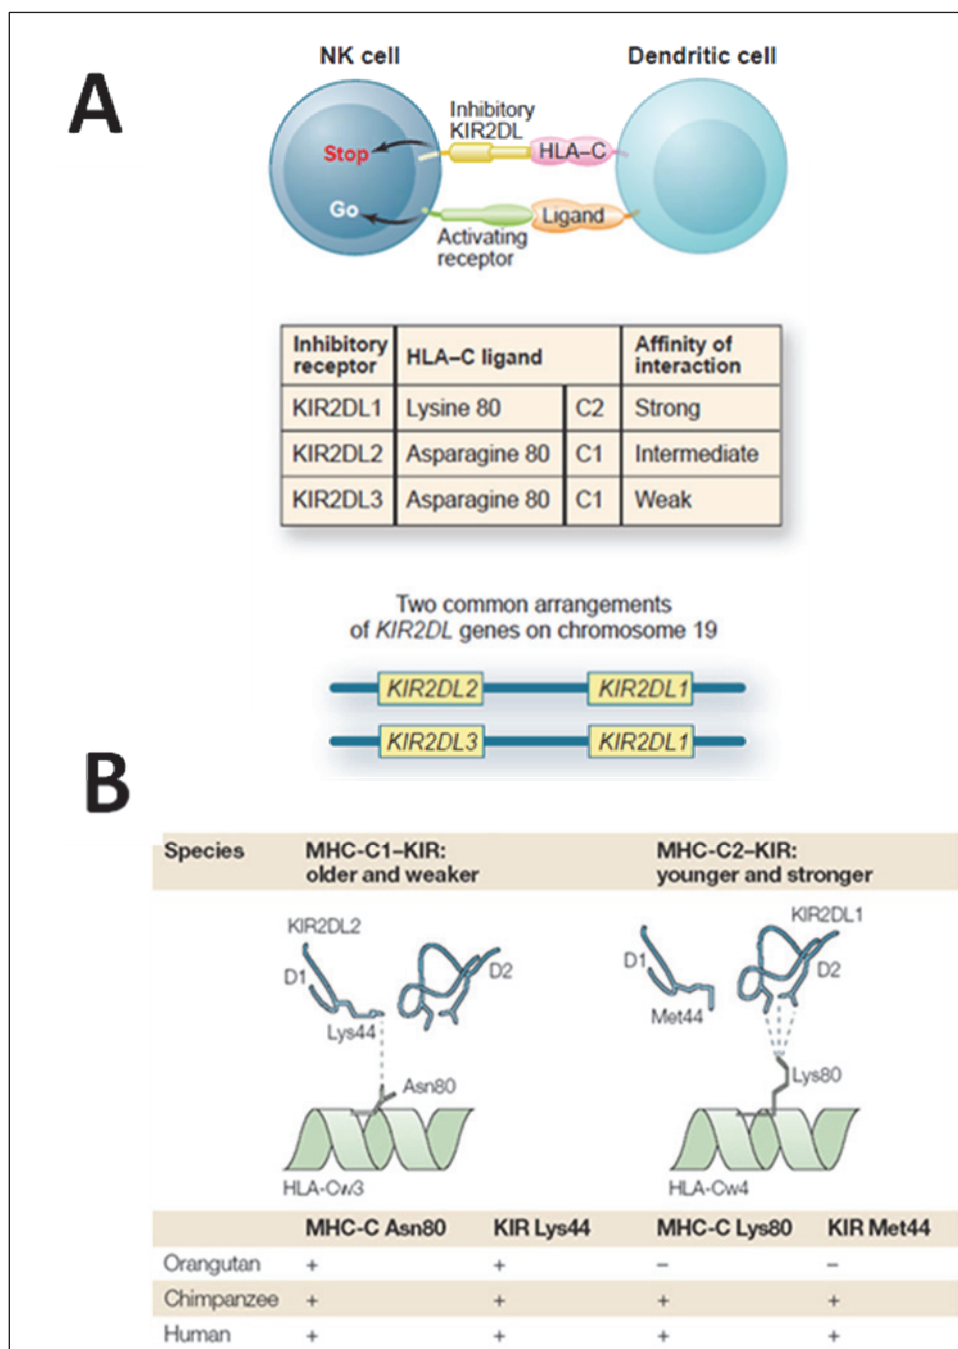 A
NK cell
Dendritic cell
Inhibitory
KIR2DL
Stop
HLA–C
Go
Ligand
Activating
receptor
Inhibitory receptor | HLA–C ligand | Affinity of interaction
KIR2DL1 Lysine 80 C2 Strong
KIR2DL2 Asparagine 80 C1 Intermediate
KIR2DL3 Asparagine 80 C1 Weak
Two common arrangements
of KIR2DL genes on chromosome 19
KIR2DL2 KIR2DL1
KIR2DL3 KIR2DL1
B
Species MHC-C1–KIR: MHC-C2–KIR:
older and weaker younger and stronger
KIR2DL2 KIR2DL1
D1 D2 D1 D2
Lys44 Met44
Asn80 Lys80
HLA-Cw3 HLA-Cw4
MHC-C Asn80 KIR Lys44 MHC-C Lys80 KIR Met44
Orangutan + + – –
Chimpanzee + + + +
Human + + + +